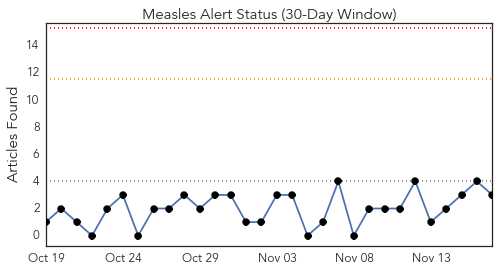 Measles Alert Status (30-Day Window)
Articles Found
14
12
10
8
6
4
2
0
Oct 19 Oct 24 Oct 29 Nov 03 Nov 08 Nov 13